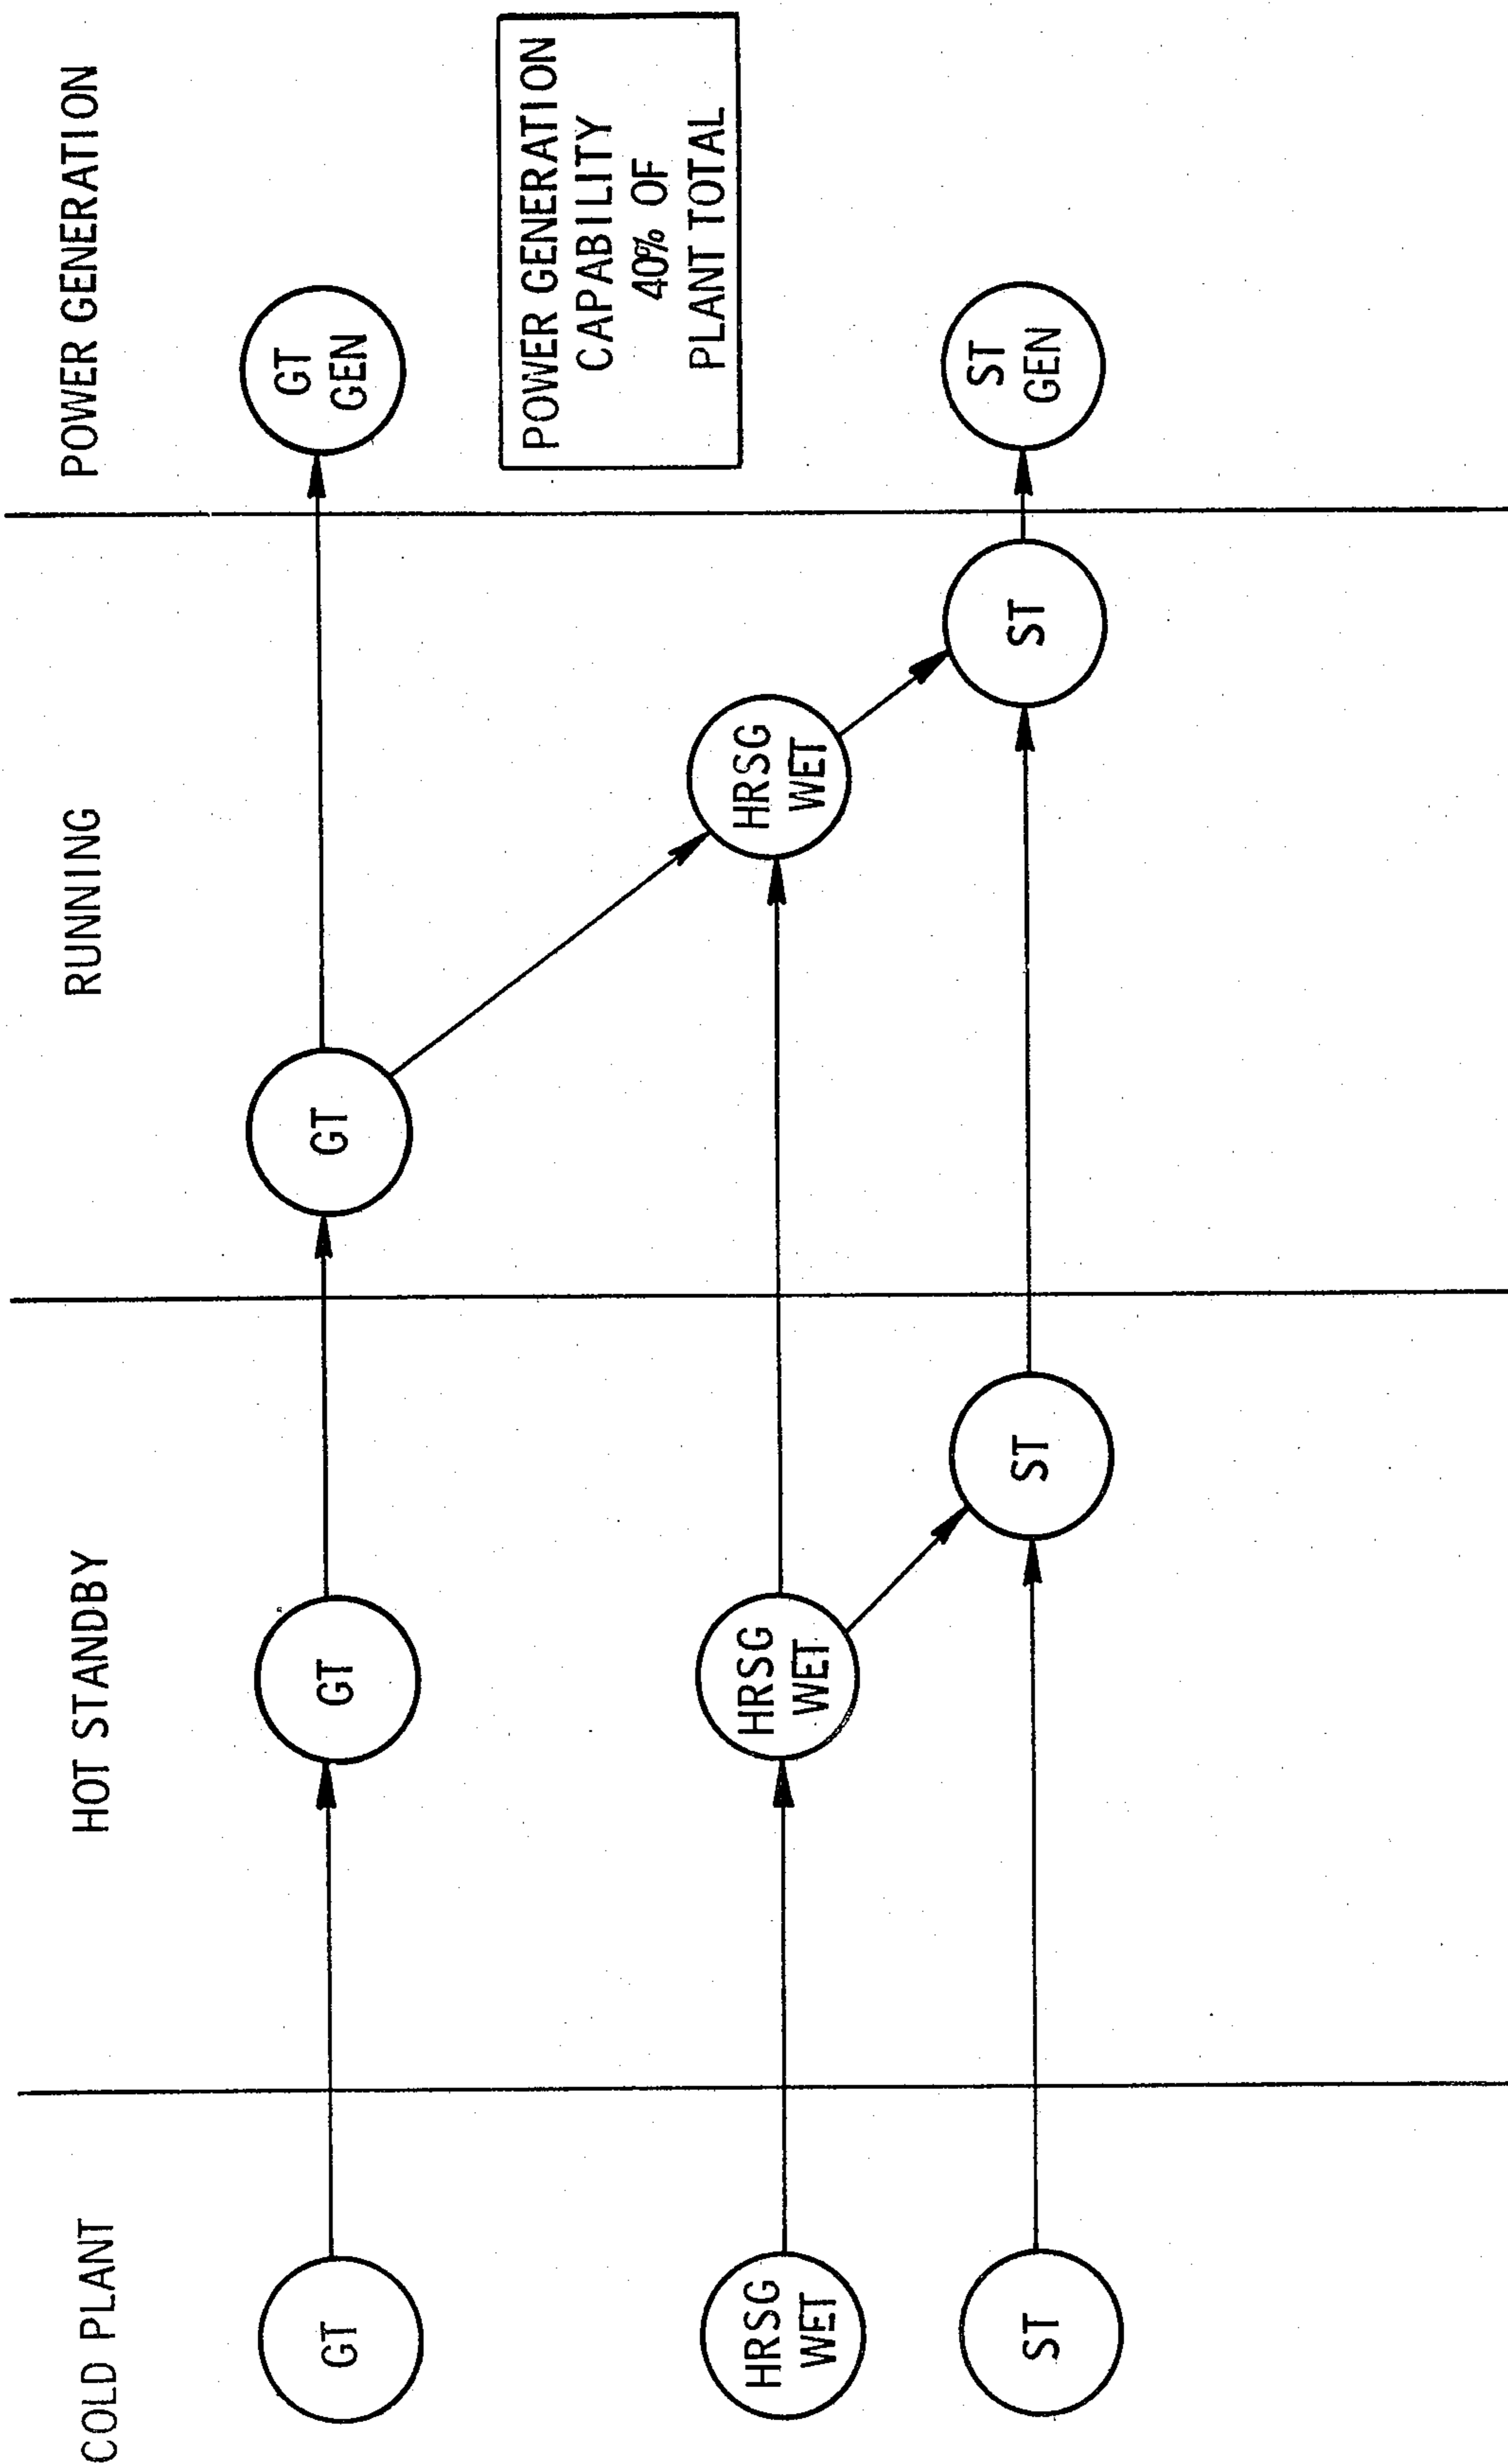 COLD PLANT
HOT STANDBY
RUNNING
POWER GENERATION
GT
GT
GT
GT
GEN
POWER GENERATION
CAPABILITY
40% OF
PLANT TOTAL
HRSG
WET
HRSG
WET
HRSG
WET
ST
ST
ST
ST
GEN